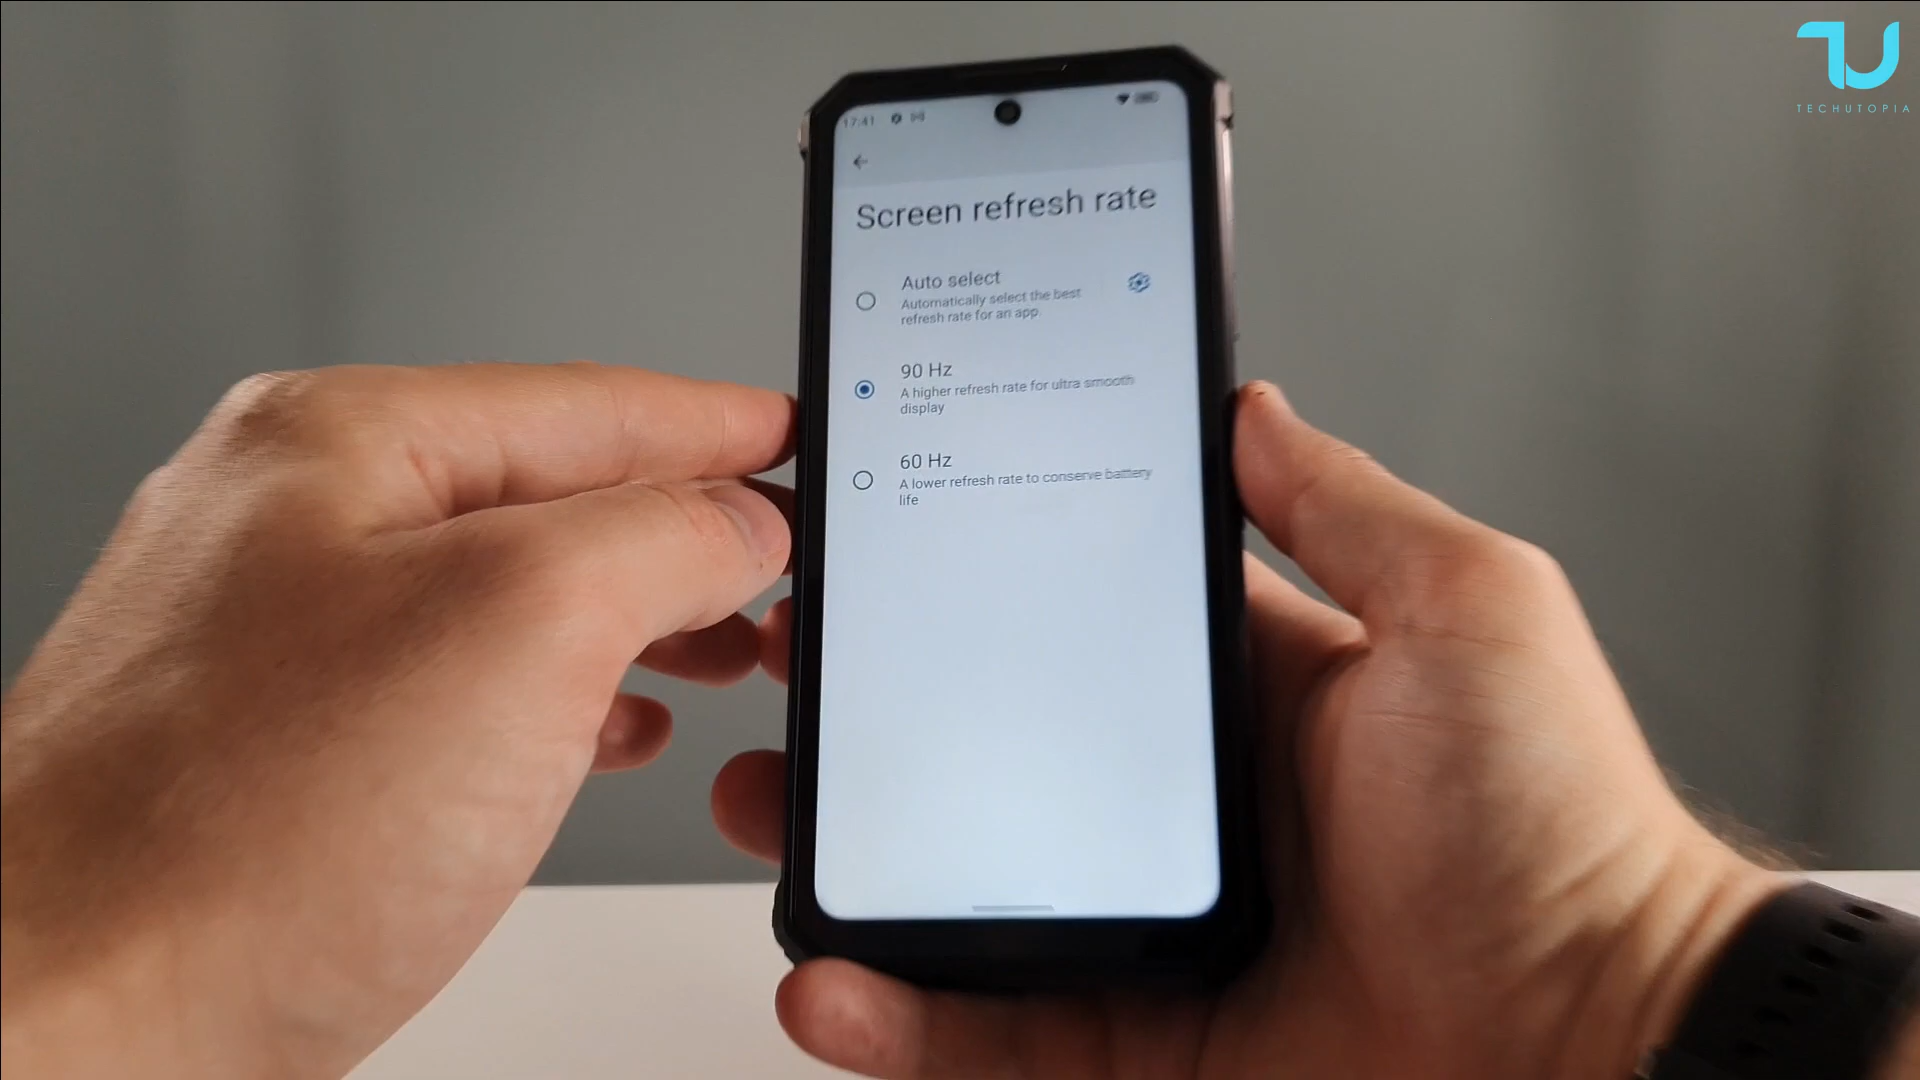 TECHUTOPIA
17:41
Screen refresh rate
Auto select
Automatically select the best
refresh rate for an app.
90 Hz
A higher refresh rate for ultra smooth
display
60 Hz
A lower refresh rate to conserve battery
life